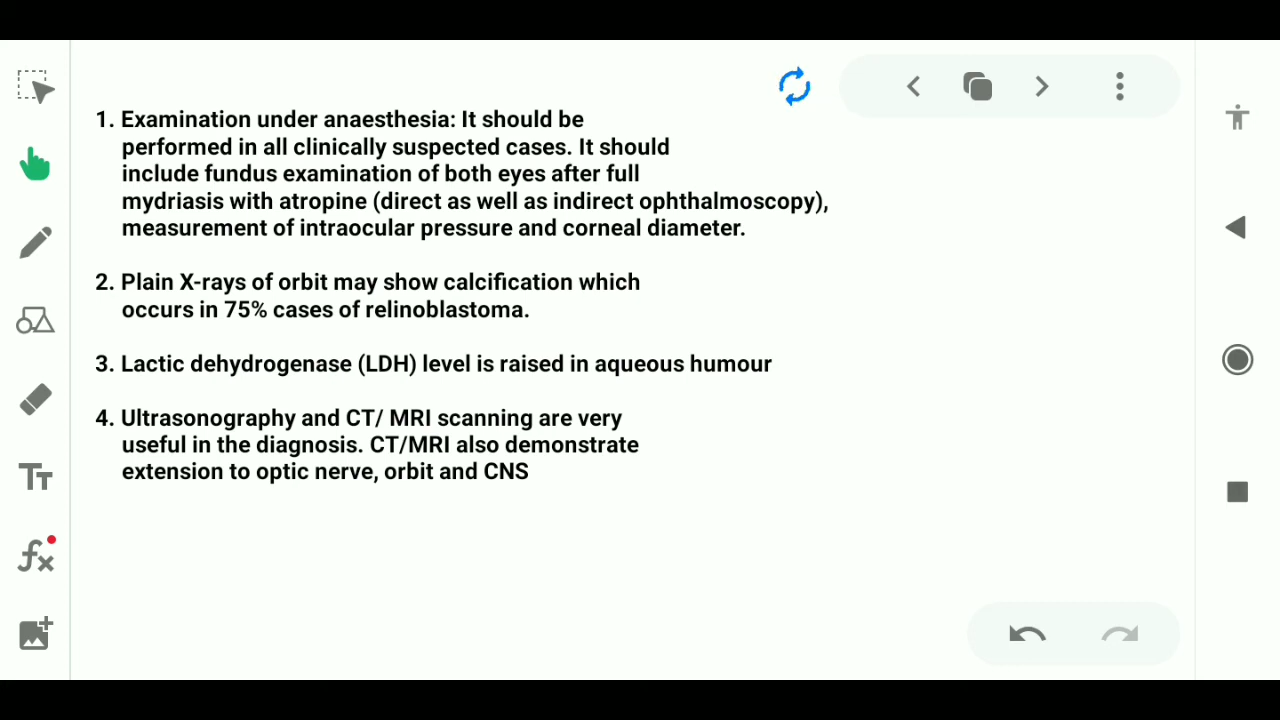 1. Examination under anaesthesia: It should be
performed in all clinically suspected cases. It should
include fundus examination of both eyes after full
mydriasis with atropine (direct as well as indirect ophthalmoscopy),
measurement of intraocular pressure and corneal diameter.
2. Plain X-rays of orbit may show calcification which
occurs in 75% cases of relinoblastoma.
3. Lactic dehydrogenase (LDH) level is raised in aqueous humour
4. Ultrasonography and CT/ MRI scanning are very
useful in the diagnosis. CT/MRI also demonstrate
extension to optic nerve, orbit and CNS